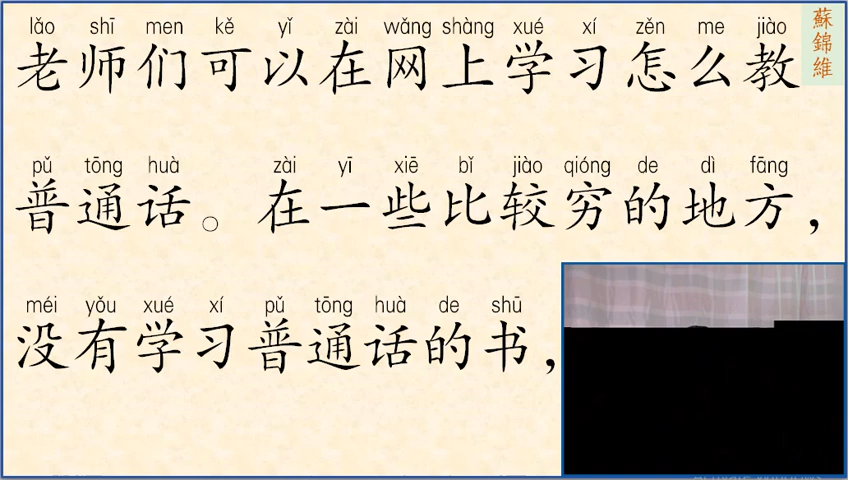 lǎo shī men kě yǐ zài wǎng shàng xué xí zěn me jiào
老师们可以在网上学习怎么教
蘇錦維
pǔ tōng huà zài yī xiē bǐ jiào qióng de dì fāng
普通话。在一些比较穷的地方，
méi yǒu xué xí pǔ tōng huà de shū
没有学习普通话的书，